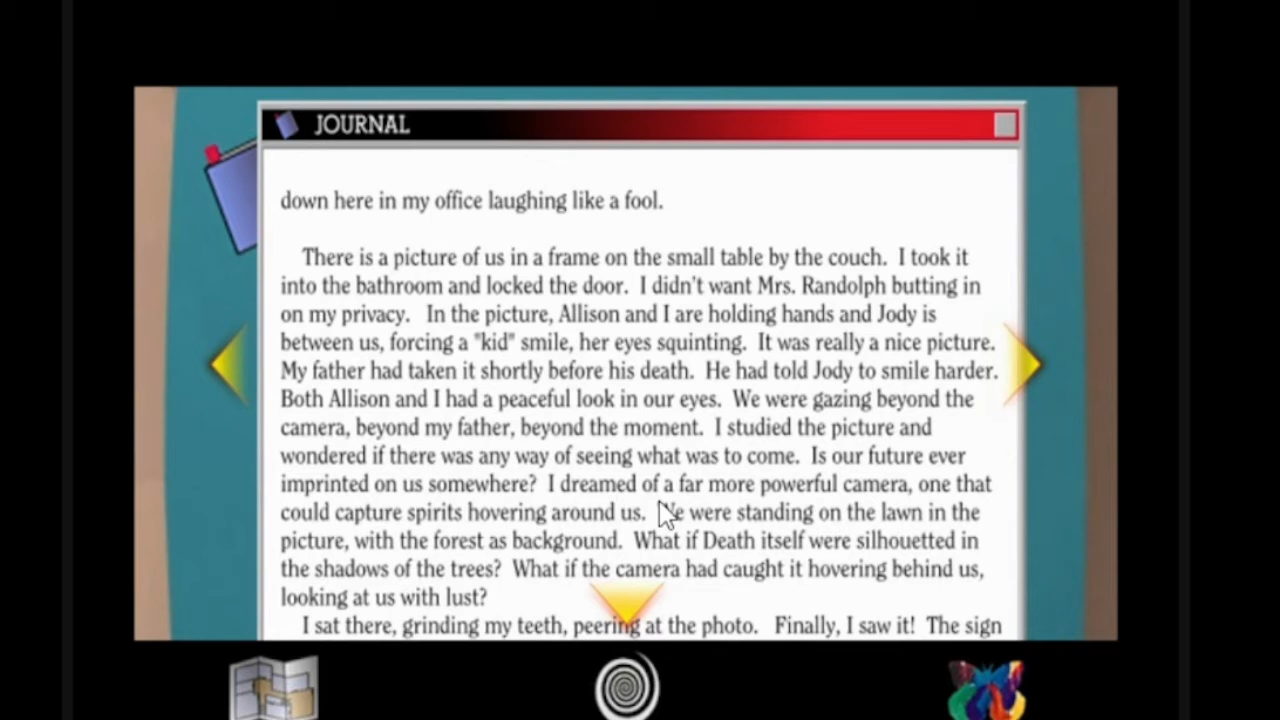 JOURNAL
down here in my office laughing like a fool.
There is a picture of us in a frame on the small table by the couch. I took it
into the bathroom and locked the door. I didn't want Mrs. Randolph butting in
on my privacy. In the picture, Allison and I are holding hands and Jody is
between us, forcing a "kid" smile, her eyes squinting. It was really a nice picture.
My father had taken it shortly before his death. He had told Jody to smile harder.
Both Allison and I had a peaceful look in our eyes. We were gazing beyond the
camera, beyond my father, beyond the moment. I studied the picture and
wondered if there was any way of seeing what was to come. Is our future ever
imprinted on us somewhere? I dreamed of a far more powerful camera, one that
could capture spirits hovering around us. We were standing on the lawn in the
picture, with the forest as background. What if Death itself were silhouetted in
the shadows of the trees? What if the camera had caught it hovering behind us,
looking at us with lust?
I sat there, grinding my teeth, peering at the photo. Finally, I saw it! The sign